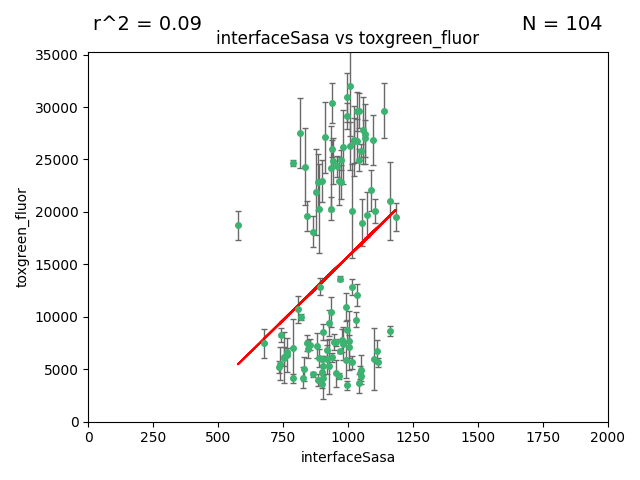 r^2 = 0.09
N = 104
interfaceSasa vs toxgreen_fluor
toxgreen_fluor
35000
30000
25000
20000
15000
10000
5000
0
0 250 500 750 1000 1250 1500 1750 2000
interfaceSasa